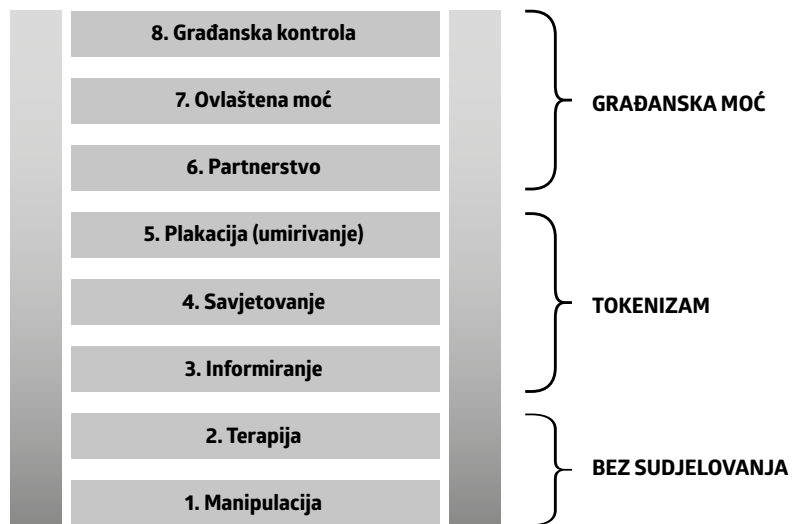 8. Građanska kontrola
7. Ovlaštena moć
GRAĐANSKA MOĆ
6. Partnerstvo
5. Plakacija (umirivanje)
4. Savjetovanje
TOKENIZAM
3. Informiranje
2. Terapija
BEZ SUDJELOVANJA
1. Manipulacija